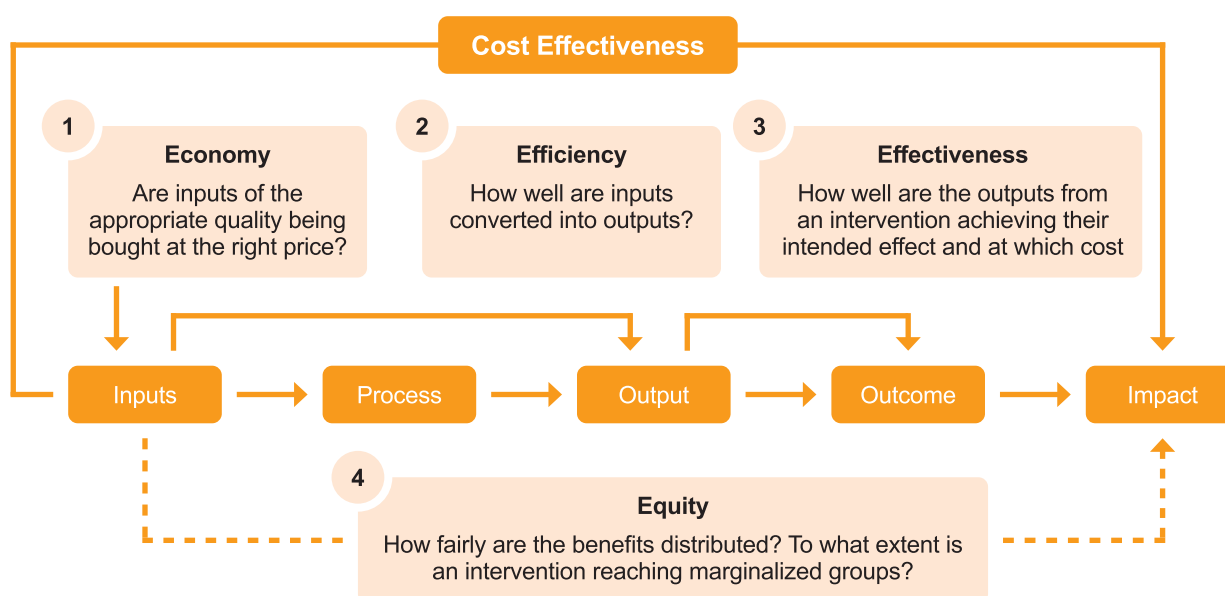 Cost Effectiveness
1
Economy
Are inputs of the
appropriate quality being
bought at the right price?
2
Efficiency
How well are inputs
converted into outputs?
3
Effectiveness
How well are the outputs from
an intervention achieving their
intended effect and at which cost
Inputs
Process
Output
Outcome
Impact
4
Equity
How fairly are the benefits distributed? To what extent is
an intervention reaching marginalized groups?